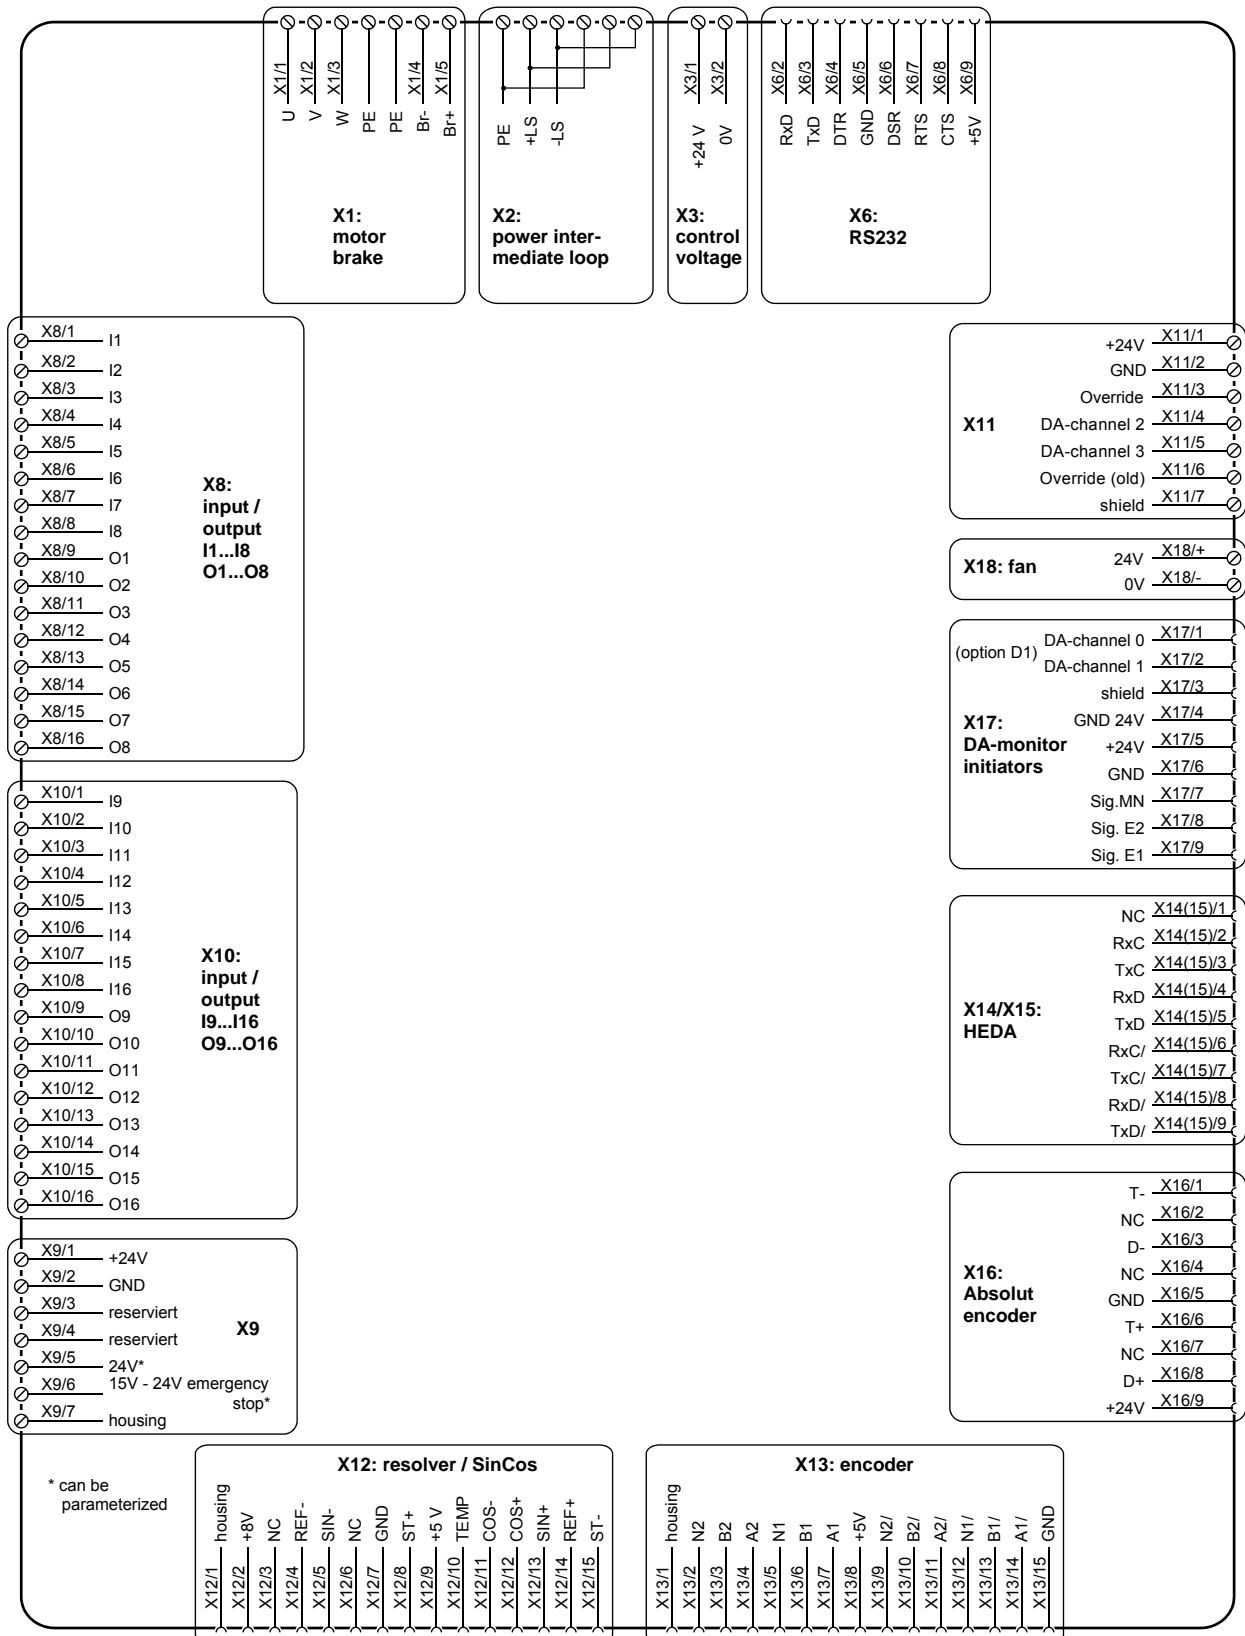 X1/1
X1/2
X1/3
X1/4
X1/5
U
V
W
PE
PE
Br-
Br+
X1:
motor
brake
PE
+LS
-LS
X2:
power inter-
mediate loop
X3/1
X3/2
+24 V
0V
X3:
control
voltage
X6/2
X6/3
X6/4
X6/5
X6/6
X6/7
X6/8
X6/9
RxD
TxD
DTR
GND
DSR
RTS
CTS
+5V
X6:
RS232
X8/1 I1
X8/2 I2
X8/3 I3
X8/4 I4
X8/5 I5
X8/6 I6
X8/7 I7
X8/8 I8
X8/9 O1
X8/10 O2
X8/11 O3
X8/12 O4
X8/13 O5
X8/14 O6
X8/15 O7
X8/16 O8
X8:
input /
output
I1...I8
O1...O8
X10/1 I9
X10/2 I10
X10/3 I11
X10/4 I12
X10/5 I13
X10/6 I14
X10/7 I15
X10/8 I16
X10/9 O9
X10/10 O10
X10/11 O11
X10/12 O12
X10/13 O13
X10/14 O14
X10/15 O15
X10/16 O16
X10:
input /
output
I9...I16
O9...O16
X9/1 +24V
X9/2 GND
X9/3 reserviert
X9/4 reserviert
X9/5 24V*
X9/6 15V - 24V emergency
stop*
X9/7 housing
X9
* can be
parameterized
X11
+24V X11/1
GND X11/2
Override X11/3
DA-channel 2 X11/4
DA-channel 3 X11/5
Override (old) X11/6
shield X11/7
X18: fan
24V X18/+
0V X18/-
(option D1)
DA-channel 0 X17/1
DA-channel 1 X17/2
shield X17/3
GND 24V X17/4
+24V X17/5
GND X17/6
Sig.MN X17/7
Sig. E2 X17/8
Sig. E1 X17/9
X17:
DA-monitor
initiators
NC X14(15)/1
RxC X14(15)/2
TxC X14(15)/3
RxD X14(15)/4
TxD X14(15)/5
RxC/ X14(15)/6
TxC/ X14(15)/7
RxD/ X14(15)/8
TxD/ X14(15)/9
X14/X15:
HEDA
T- X16/1
NC X16/2
D- X16/3
NC X16/4
GND X16/5
T+ X16/6
NC X16/7
D+ X16/8
+24V X16/9
X16:
Absolut
encoder
X12: resolver / SinCos
X12/1 housing
X12/2 +8V
X12/3 NC
X12/4 REF-
X12/5 SIN-
X12/6 NC
X12/7 GND
X12/8 ST+
X12/9 +5 V
X12/10 TEMP
X12/11 COS-
X12/12 COS+
X12/13 SIN+
X12/14 REF+
X12/15 ST-
X13: encoder
X13/1 housing
X13/2 N2
X13/3 B2
X13/4 A2
X13/5 N1
X13/6 B1
X13/7 A1
X13/8 +5V
X13/9 N2/
X13/10 B2/
X13/11 A2/
X13/12 N1/
X13/13 B1/
X13/14 A1/
X13/15 GND